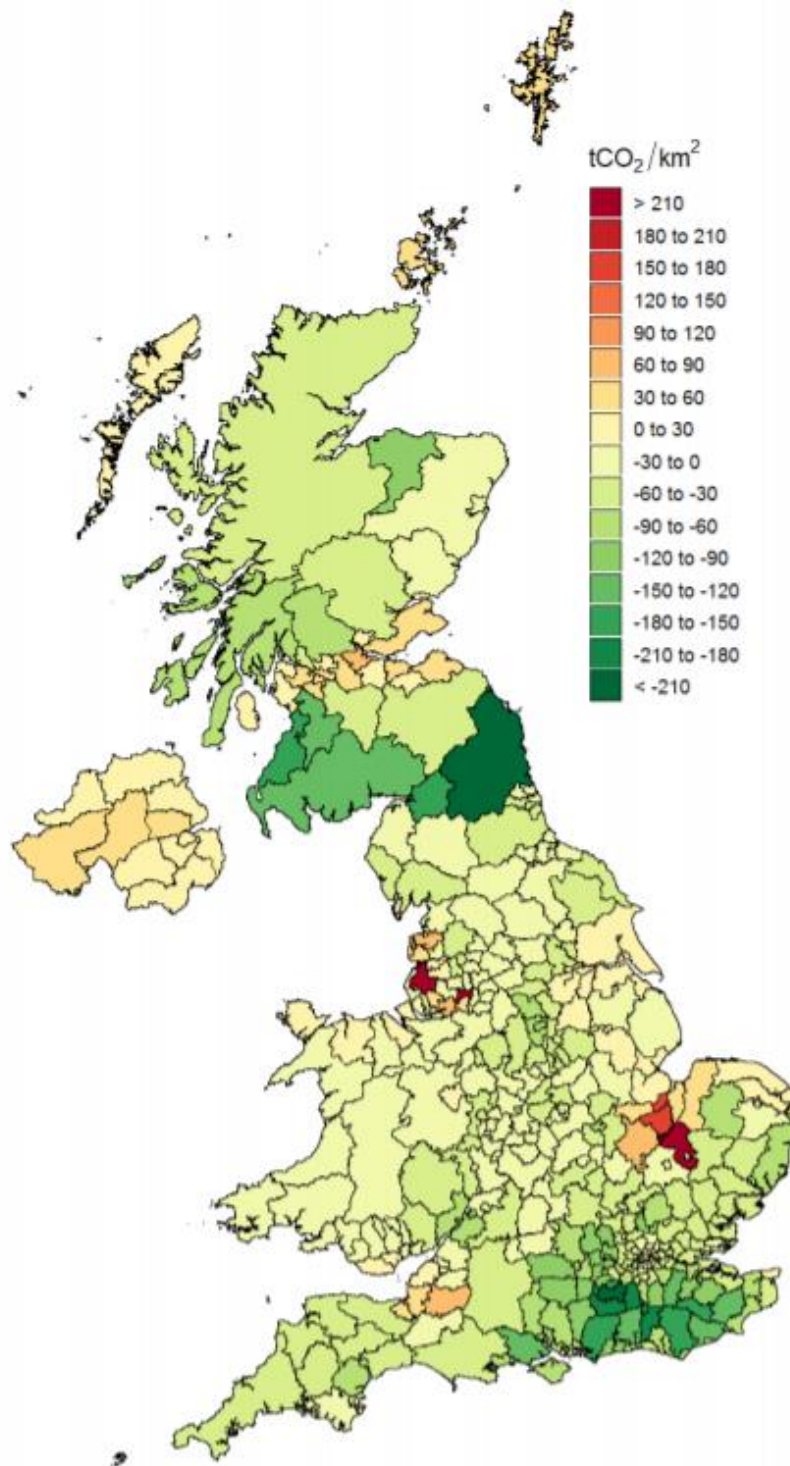 tCO₂/km²
> 210
180 to 210
150 to 180
120 to 150
90 to 120
60 to 90
30 to 60
0 to 30
-30 to 0
-60 to -30
-90 to -60
-120 to -90
-150 to -120
-180 to -150
-210 to -180
< -210